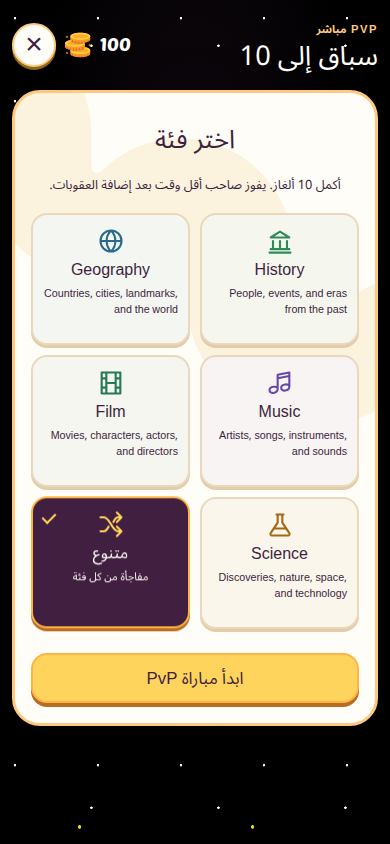 PVP مباشر
سباق إلى 10
100
اختر فئة
أكمل 10 ألغاز. يفوز صاحب أقل وقت بعد إضافة العقوبات.
History
People, events, and eras
from the past
Geography
Countries, cities, landmarks,
and the world
Music
Artists, songs, instruments,
and sounds
Film
Movies, characters, actors,
and directors
Science
Discoveries, nature, space,
and technology
متنوع
مفاجأة من كل فئة
ابدأ مباراة PvP